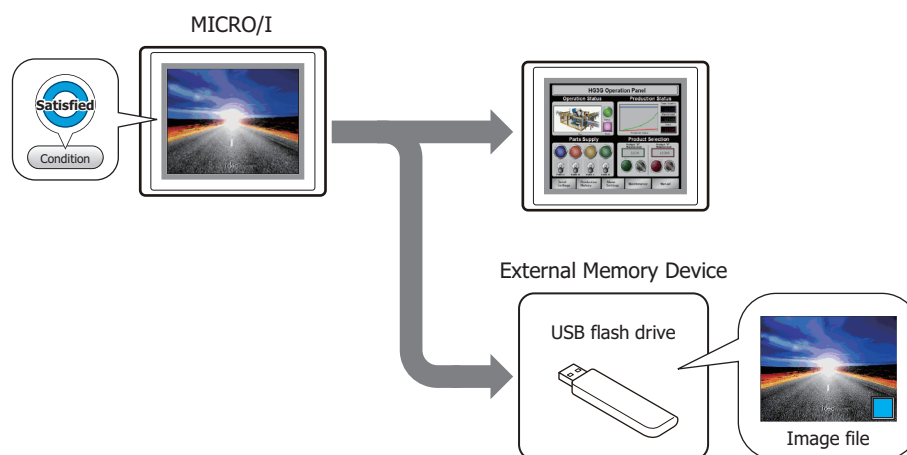 MICRO/I
Satisfied
Condition
HG3G Operation Panel
Operation Status
Production Status
Parts Supply
Product Selection
Maintenance
External Memory Device
USB flash drive
Image file